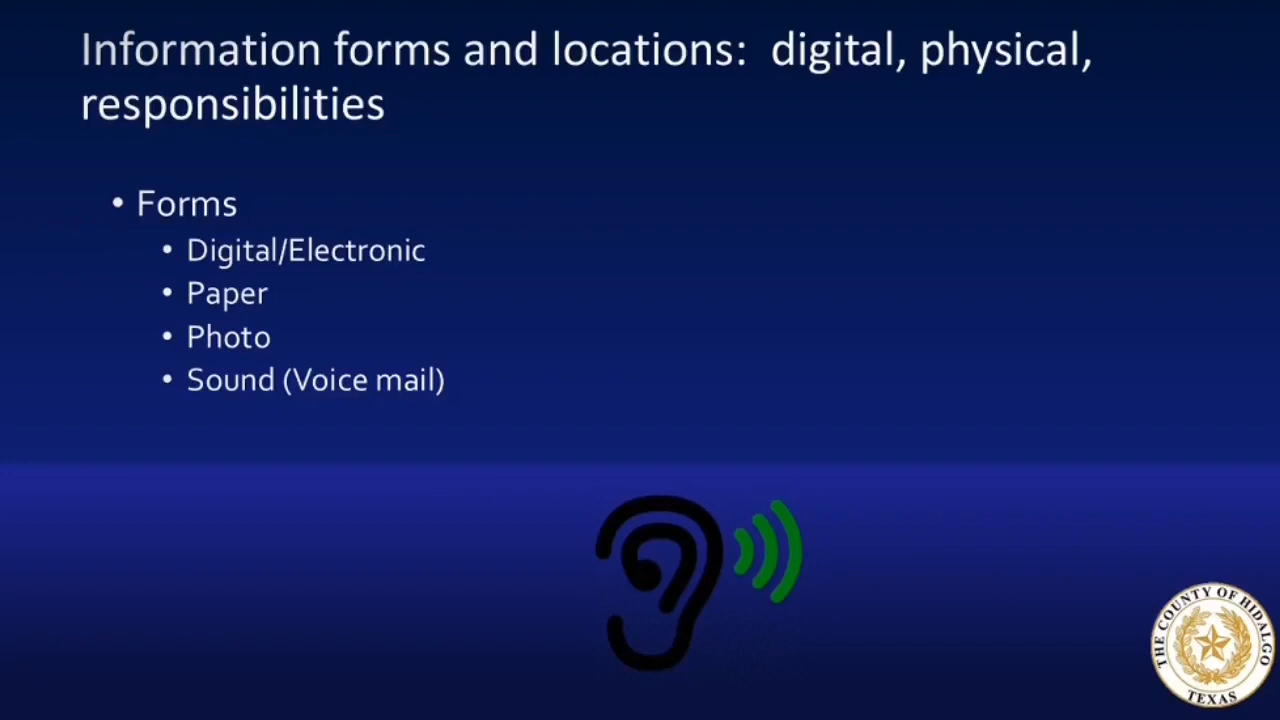 Information forms and locations:  digital, physical,
responsibilities
• Forms
• Digital/Electronic
• Paper
• Photo
• Sound (Voice mail)
THE COUNTY OF HIDALGO
TEXAS